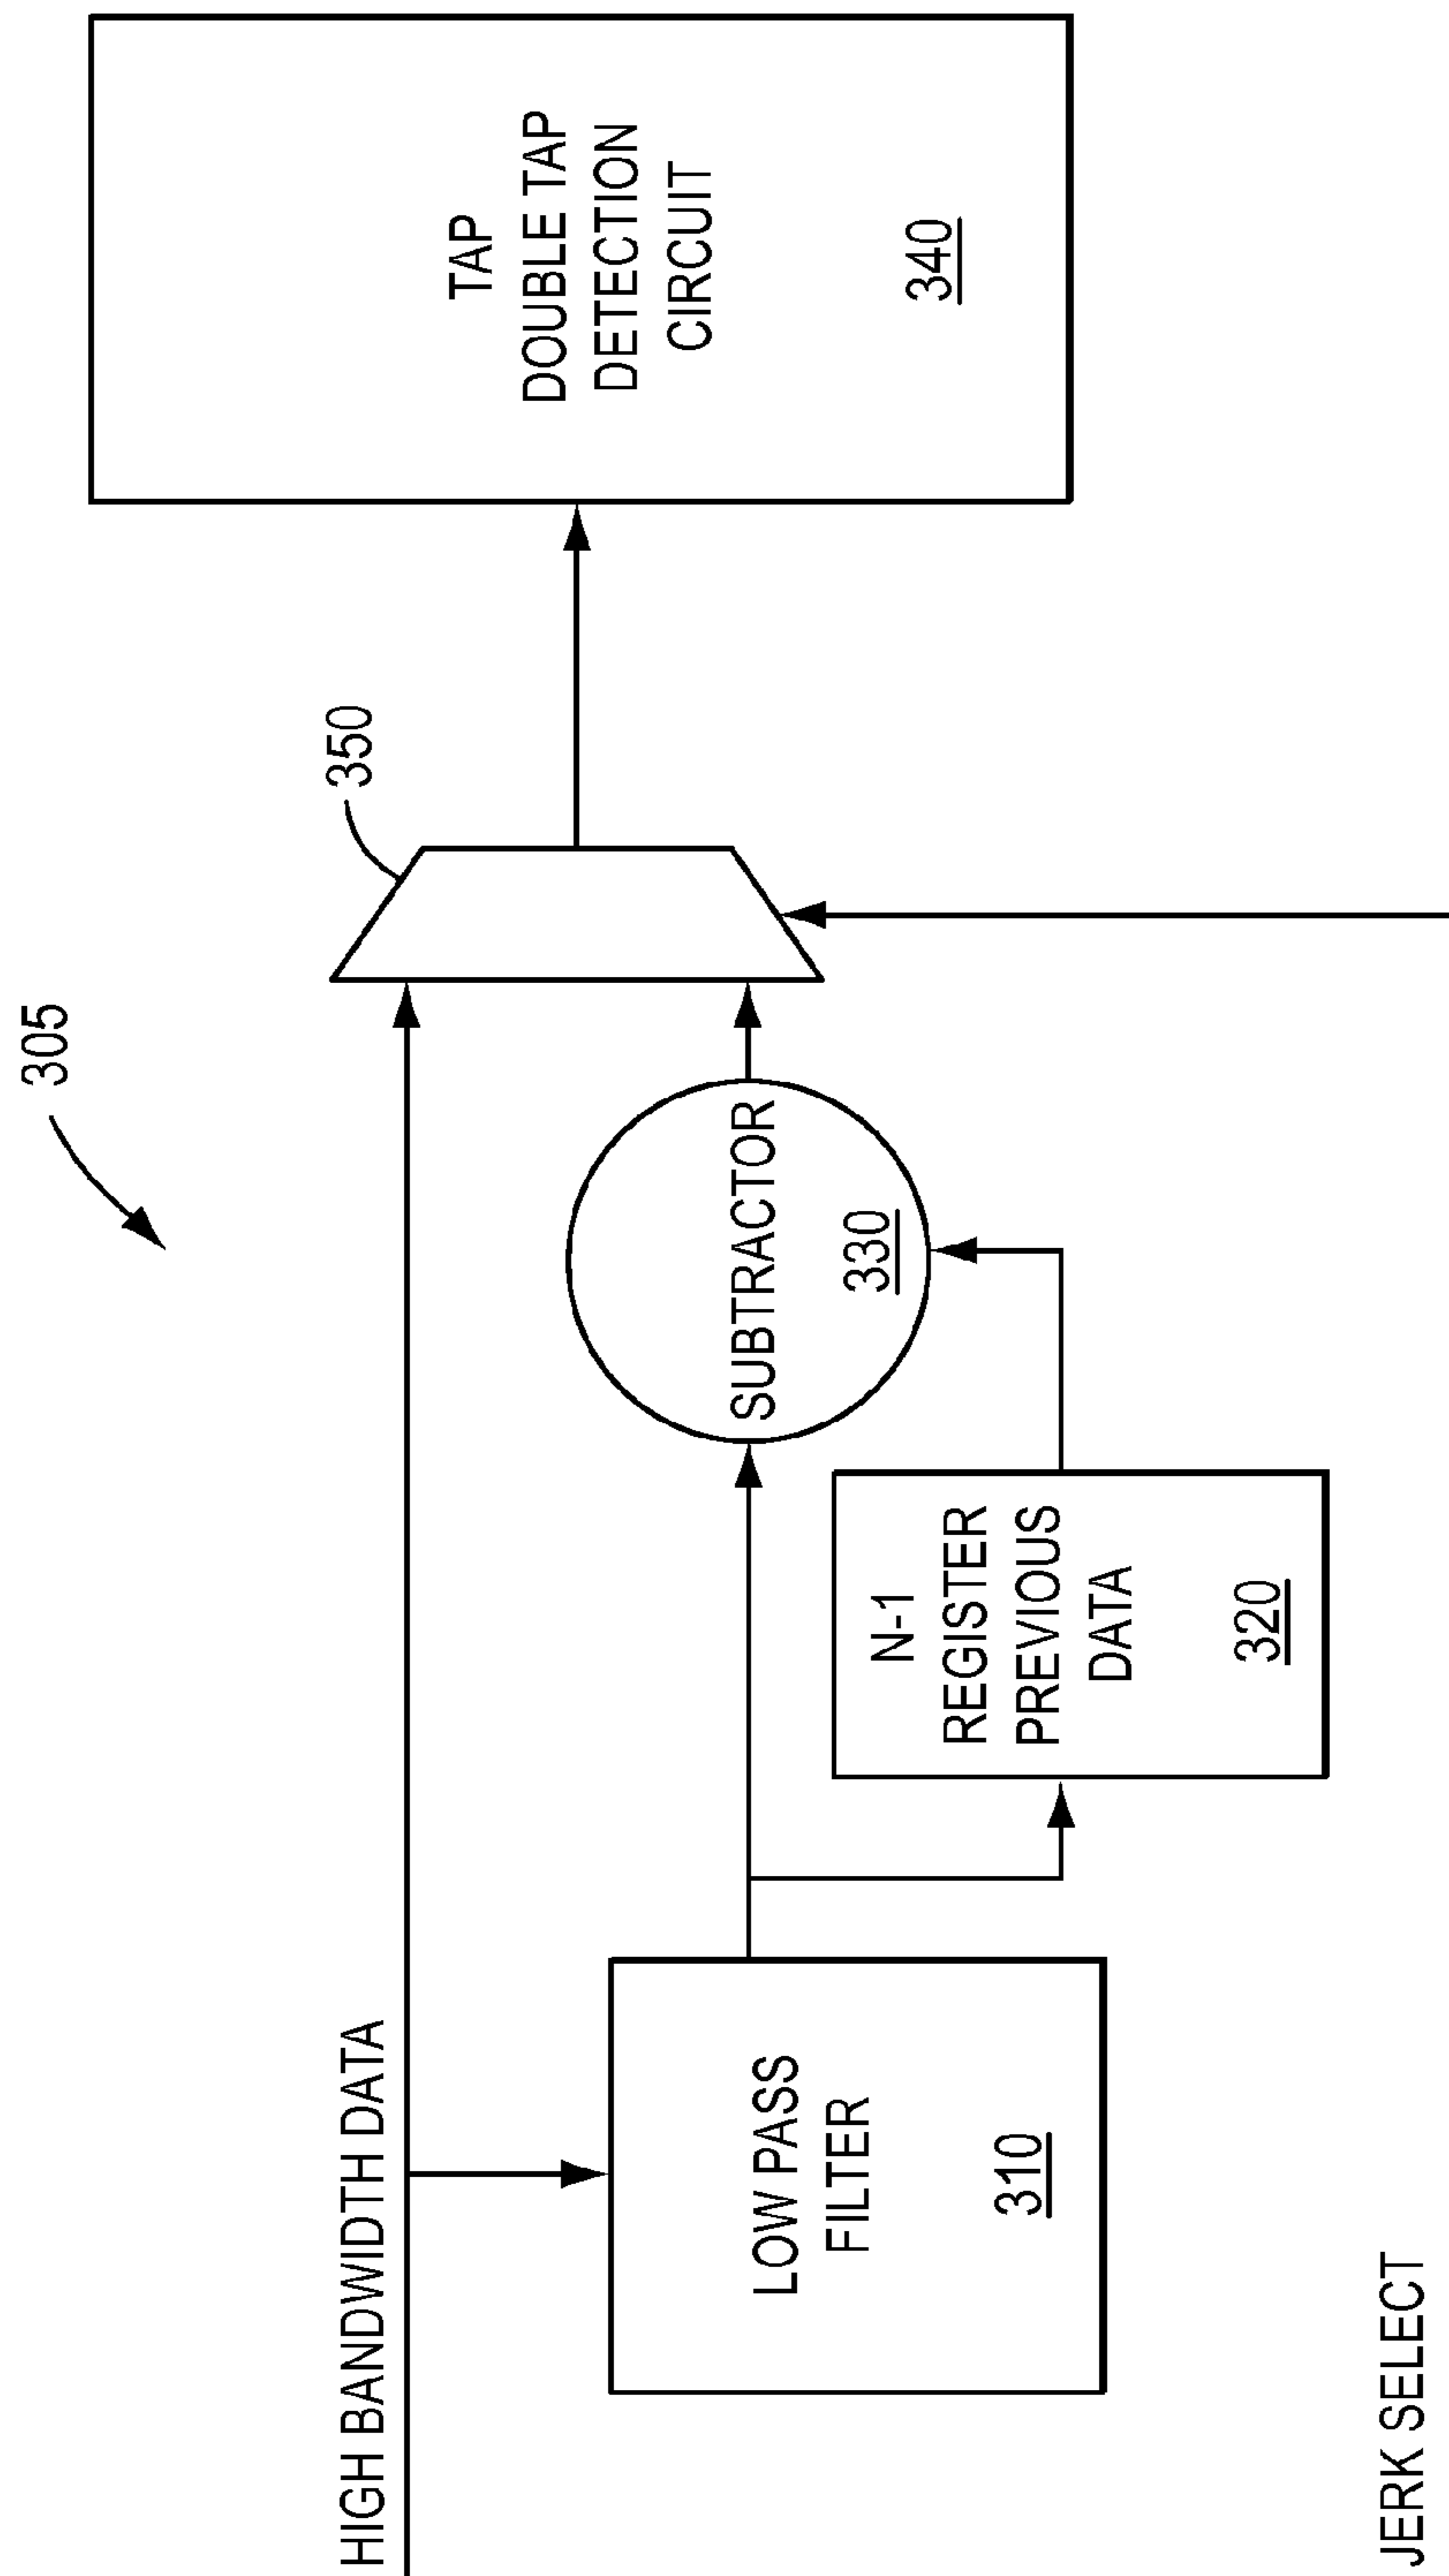 305
HIGH BANDWIDTH DATA
350
LOW PASS
FILTER
310
SUBTRACTOR
330
N-1
REGISTER
PREVIOUS
DATA
320
TAP
DOUBLE TAP
DETECTION
CIRCUIT
340
JERK SELECT